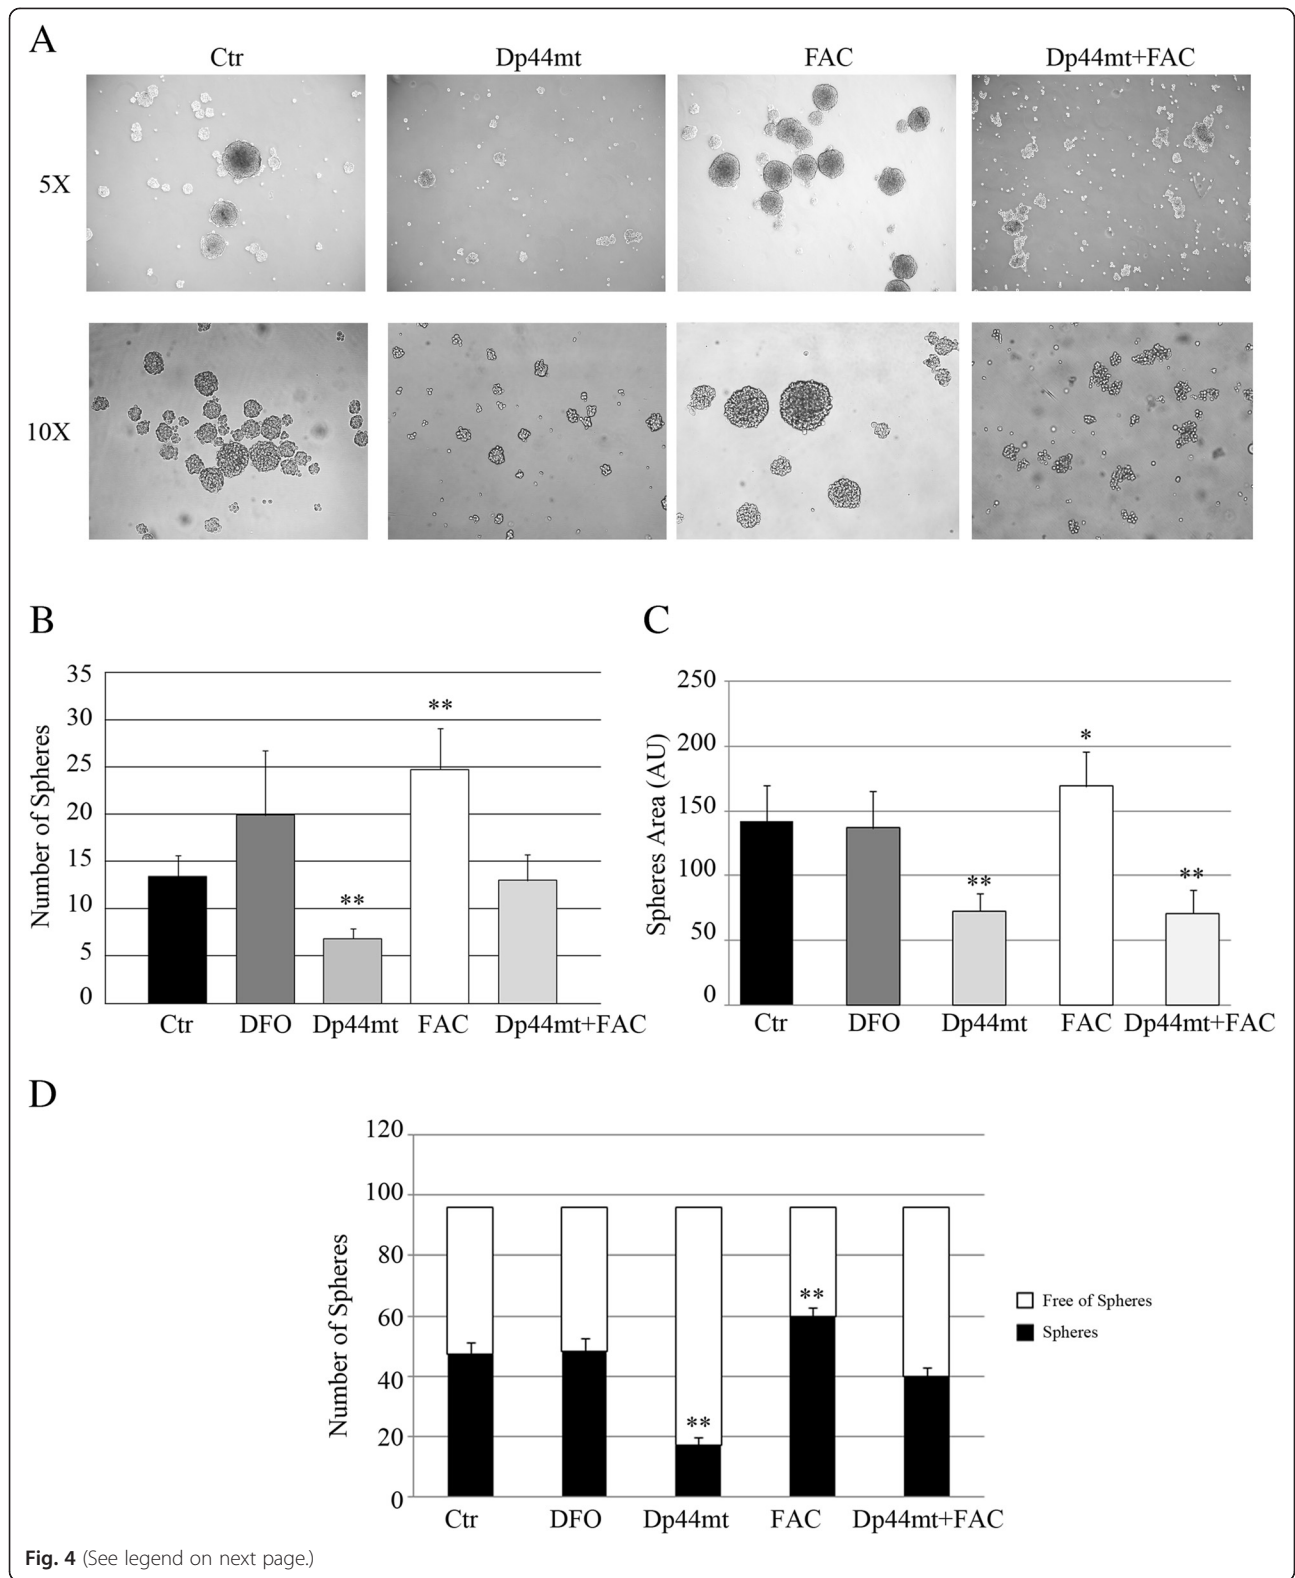 A
Ctr
Dp44mt
FAC
Dp44mt+FAC
5X
10X
B
Number of Spheres
35
30
25
20
15
10
5
0
**
**
Ctr
DFO
Dp44mt
FAC
Dp44mt+FAC
C
Spheres Area (AU)
250
200
150
100
50
0
**
*
**
Ctr
DFO
Dp44mt
FAC
Dp44mt+FAC
D
Number of Spheres
120
100
80
60
40
20
0
**
**
Ctr
DFO
Dp44mt
FAC
Dp44mt+FAC
Free of Spheres
Spheres
Fig. 4 (See legend on next page.)